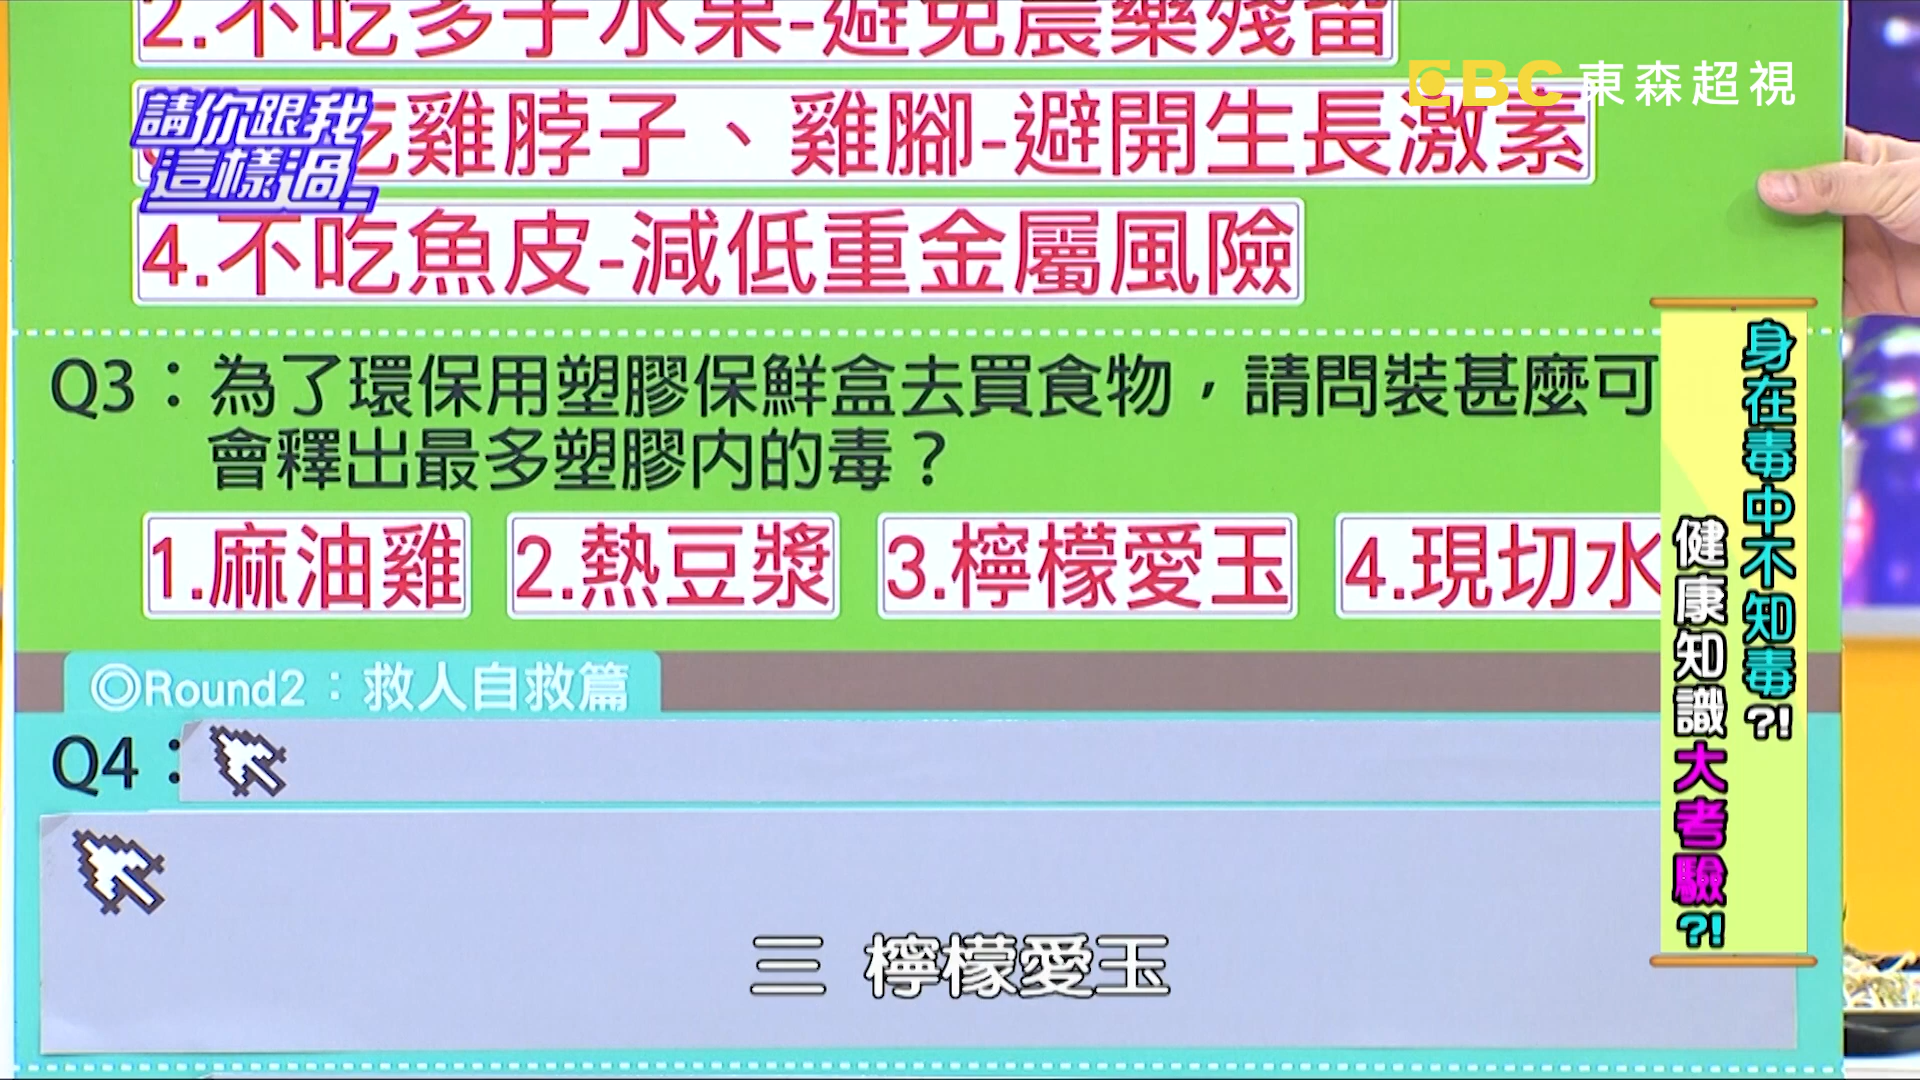 2.不吃多子水果-避免農藥殘留
EBC 東森超視
請你跟我
這樣過
吃雞脖子、雞腳-避開生長激素
4.不吃魚皮-減低重金屬風險
Q3：為了環保用塑膠保鮮盒去買食物，請問裝甚麼可
會釋出最多塑膠內的毒？
1.麻油雞 2.熱豆漿 3.檸檬愛玉 4.現切水
身在毒中不知毒?!
健康知識大考驗?!
◎Round2：救人自救篇
Q4：
三 檸檬愛玉